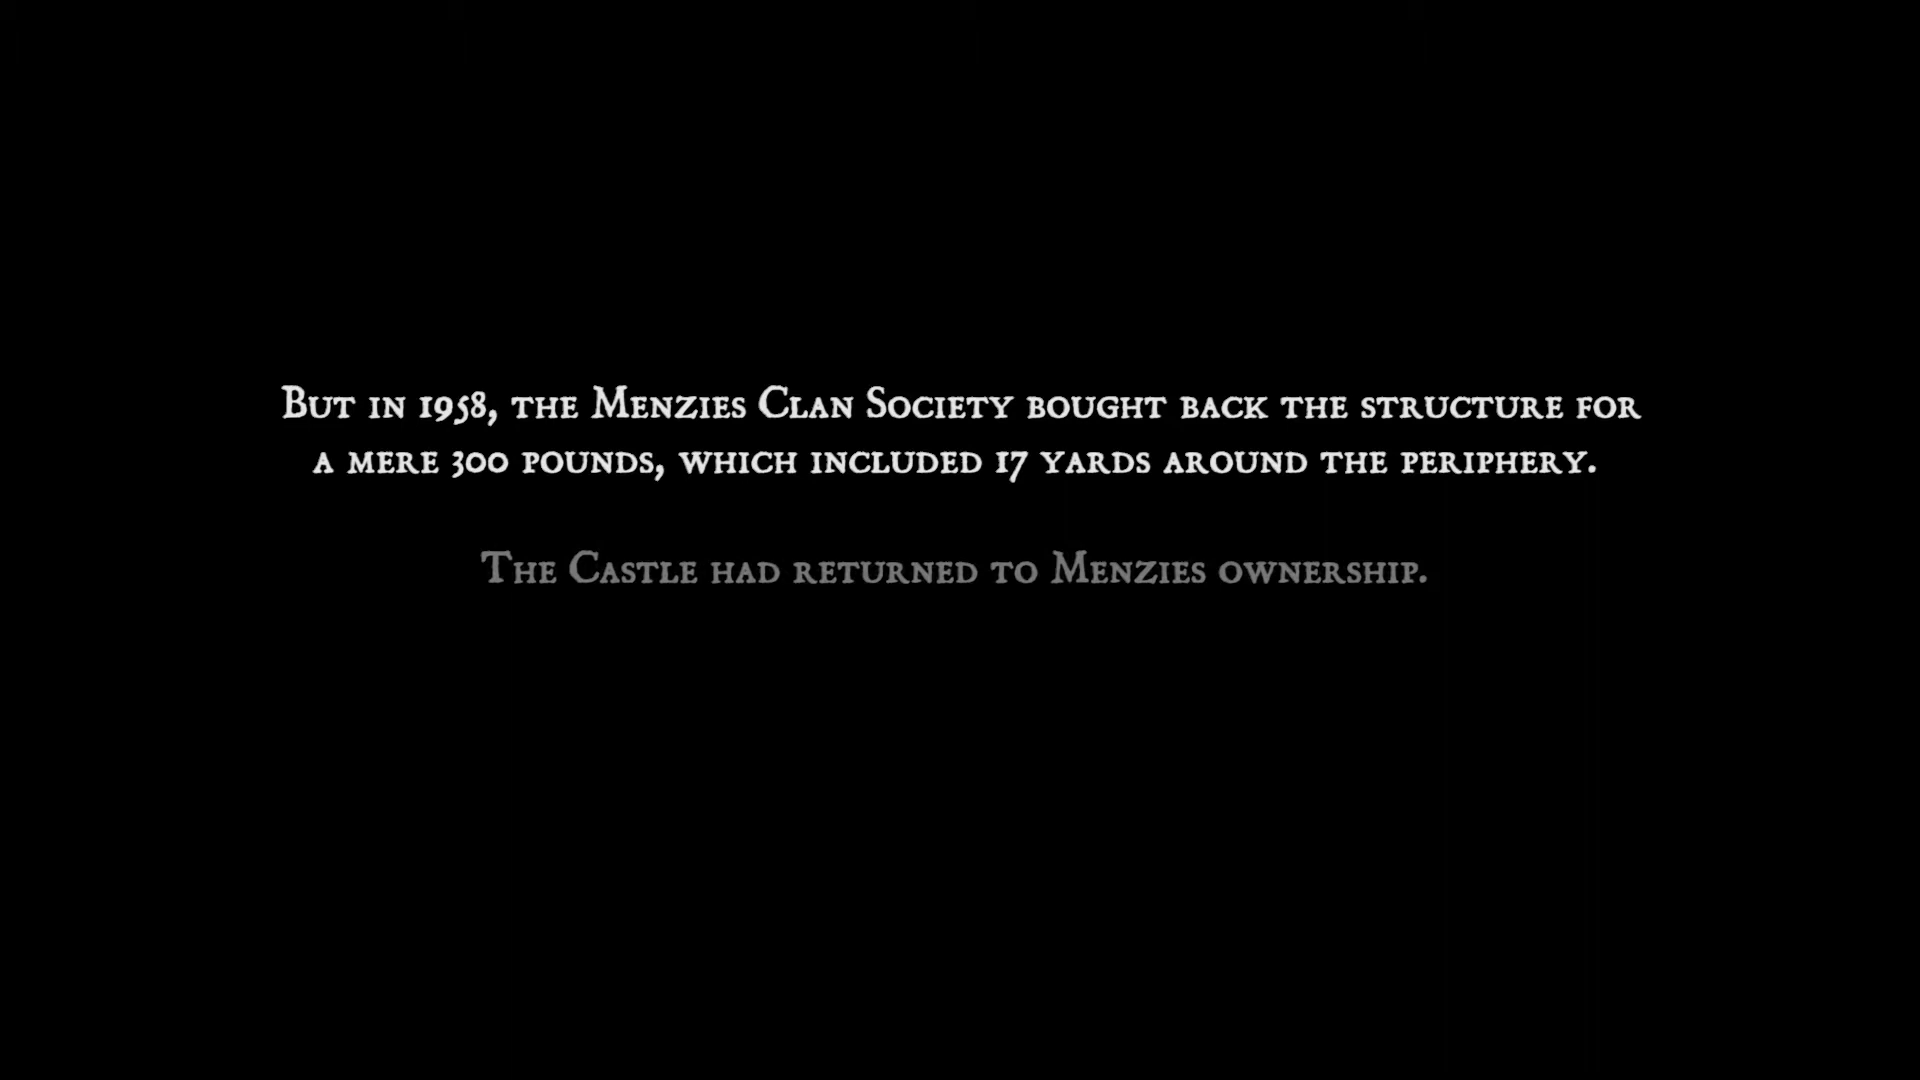 But in 1958, the Menzies Clan Society bought back the structure for
a mere 300 pounds, which included 17 yards around the periphery.
The Castle had returned to Menzies ownership.